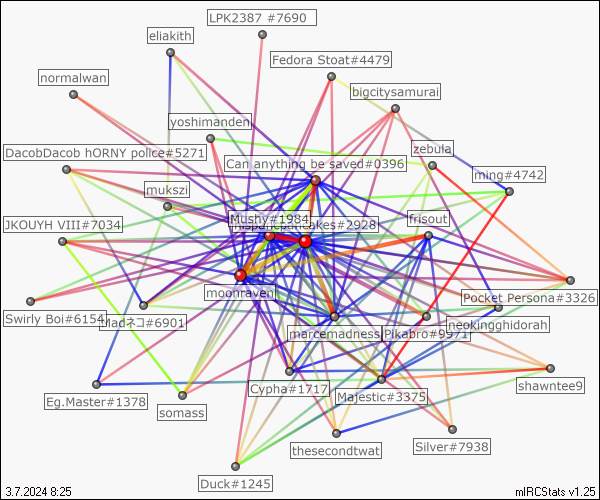 LPK2387 #7690
eliakith
Fedora Stoat#4479
normalwan
bigcitysamurai
yoshimanden
zebula
DacobDacob hORNY police#5271
Can anything be saved#0396
ming#4742
mukszi
Mushy#1984
JKOUYH VIII#7034
pancakes#2928
frisout
moonraven
Pocket Persona#3326
Swirly Boi#6154
Madネコ#6901
marcemadness
Pikabro#9971
neokingghidorah
Eg.Master#1378
Cypha#1717
Majestic#3375
shawntee9
somass
thesecondtwat
Silver#7938
Duck#1245
3.7.2024 8:25
mIRCStats v1.25